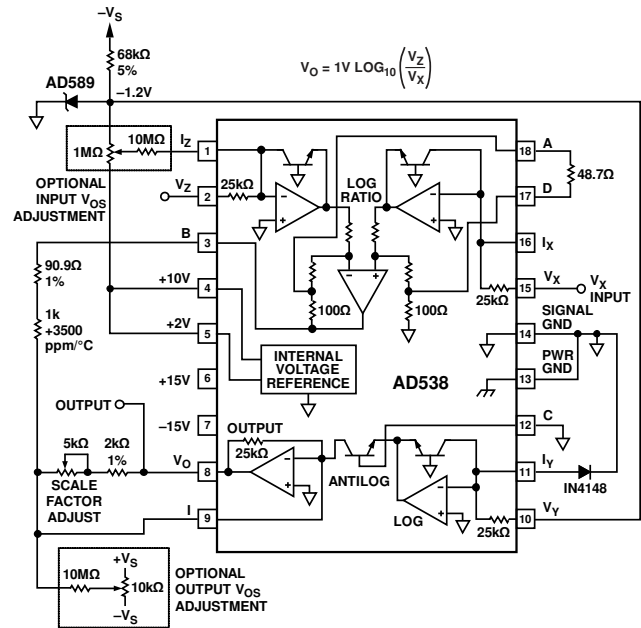 –VS
68kΩ
5%
AD589
–1.2V
VO = 1V LOG10 (VZ
VX)
1MΩ
10MΩ
IZ
1
OPTIONAL
INPUT VOS
ADJUSTMENT
VZ
2
25kΩ
B
3
90.9Ω
1%
1k
+3500
ppm/°C
+10V
4
+2V
5
+15V
6
–15V
7
OUTPUT
5kΩ
2kΩ
1%
VO
8
SCALE
FACTOR
ADJUST
I
9
10MΩ
+VS
10kΩ
–VS
OPTIONAL
OUTPUT VOS
ADJUSTMENT
LOG
RATIO
100Ω
100Ω
INTERNAL
VOLTAGE
REFERENCE
AD538
OUTPUT
25kΩ
ANTILOG
LOG
25kΩ
25kΩ
18
A
48.7Ω
17
D
16
IX
15
VX
VX
INPUT
SIGNAL
GND
14
PWR
GND
13
12
C
11
IY
IN4148
10
VY
– + – + – + – + – +